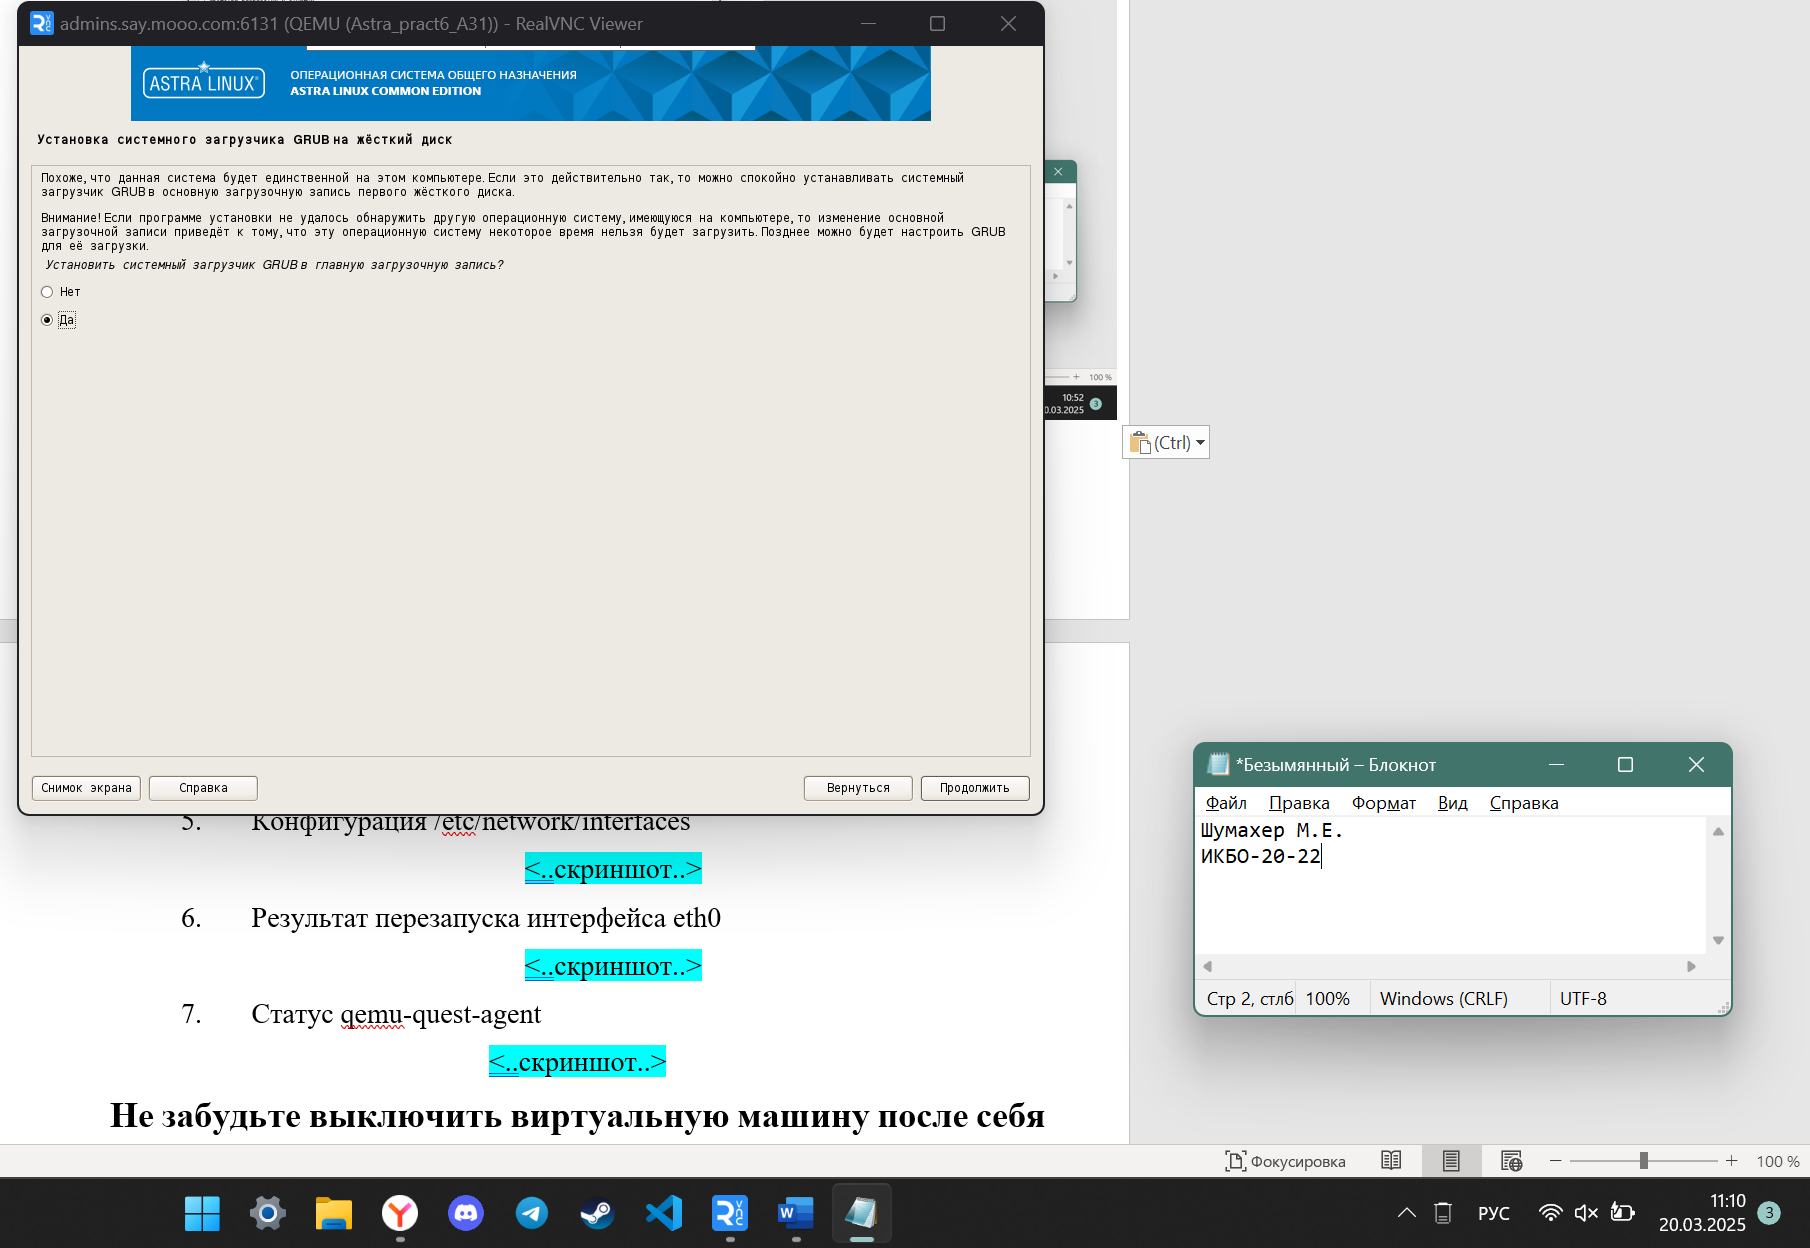 admins.say.mooo.com:6131 (QEMU (Astra_pract6_A31)) - RealVNC Viewer
ASTRA LINUX
ОПЕРАЦИОННАЯ СИСТЕМА ОБЩЕГО НАЗНАЧЕНИЯ
ASTRA LINUX COMMON EDITION
Установка системного загрузчика GRUB на жёсткий диск
Похоже, что данная система будет единственной на этом компьютере. Если это действительно так, то можно спокойно устанавливать системный
загрузчик GRUB в основную загрузочную запись первого жёсткого диска.
Внимание! Если программе установки не удалось обнаружить другую операционную систему, имеющуюся на компьютере, то изменение основной
загрузочной записи приведёт к тому, что эту операционную систему некоторое время нельзя будет загрузить. Позднее можно будет настроить GRUB
для её загрузки.
Установить системный загрузчик GRUB в главную загрузочную запись?
Нет
Да
Снимок экрана
Справка
Вернуться
Продолжить
100 %
10:52
0.03.2025
3
(Ctrl)
5. Конфигурация /etc/network/interfaces
<..скриншот..>
6. Результат перезапуска интерфейса eth0
<..скриншот..>
7. Статус qemu-quest-agent
<..скриншот..>
Не забудьте выключить виртуальную машину после себя
*Безымянный – Блокнот
Файл Правка Формат Вид Справка
Шумахер М.Е.
ИКБО-20-22
Стр 2, стлб 100% Windows (CRLF) UTF-8
Фокусировка
100 %
РУС
11:10
20.03.2025
3